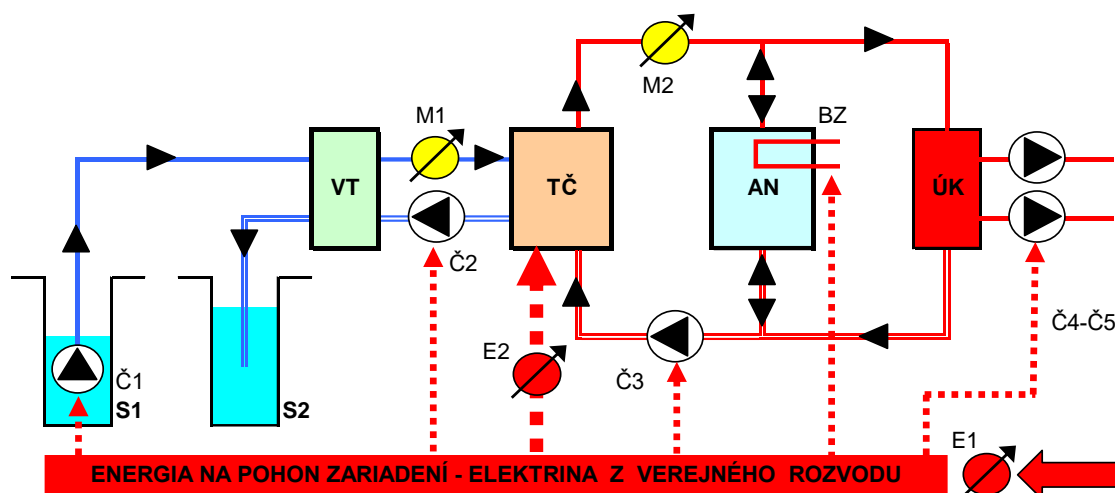 M2
M1
BZ
VT
TČ
AN
ÚK
Č2
Č1
S1
S2
E2
Č3
Č4-Č5
E1
ENERGIA NA POHON ZARIADENÍ - ELEKTRINA Z VEREJNÉHO ROZVODU